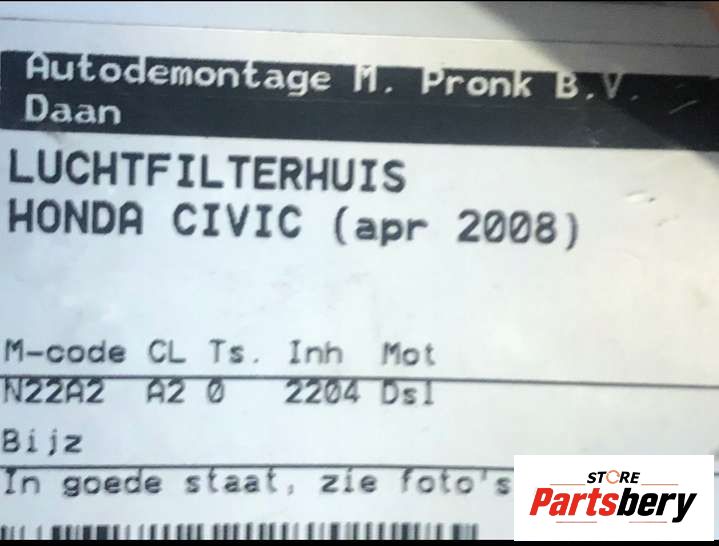 Autodemontage M. Pronk B.V.
Daan
LUCHTFILTERHUIS
HONDA CIVIC (apr 2008)
M-code CL Ts. Inh Mot
N22A2 A2 0 2204 Dsl
Bijz
In goede staat, zie foto's
STORE
Partsbery